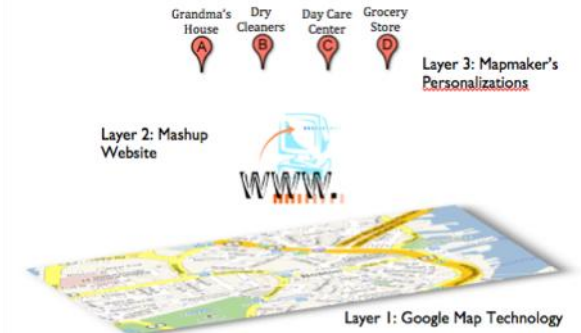 Grandma's
House
Dry
Cleaners
Day Care
Center
Grocery
Store
A
B
C
D
Layer 3: Mapmaker's
Personalizations
Layer 2: Mashup
Website
WWW.
Layer 1: Google Map Technology